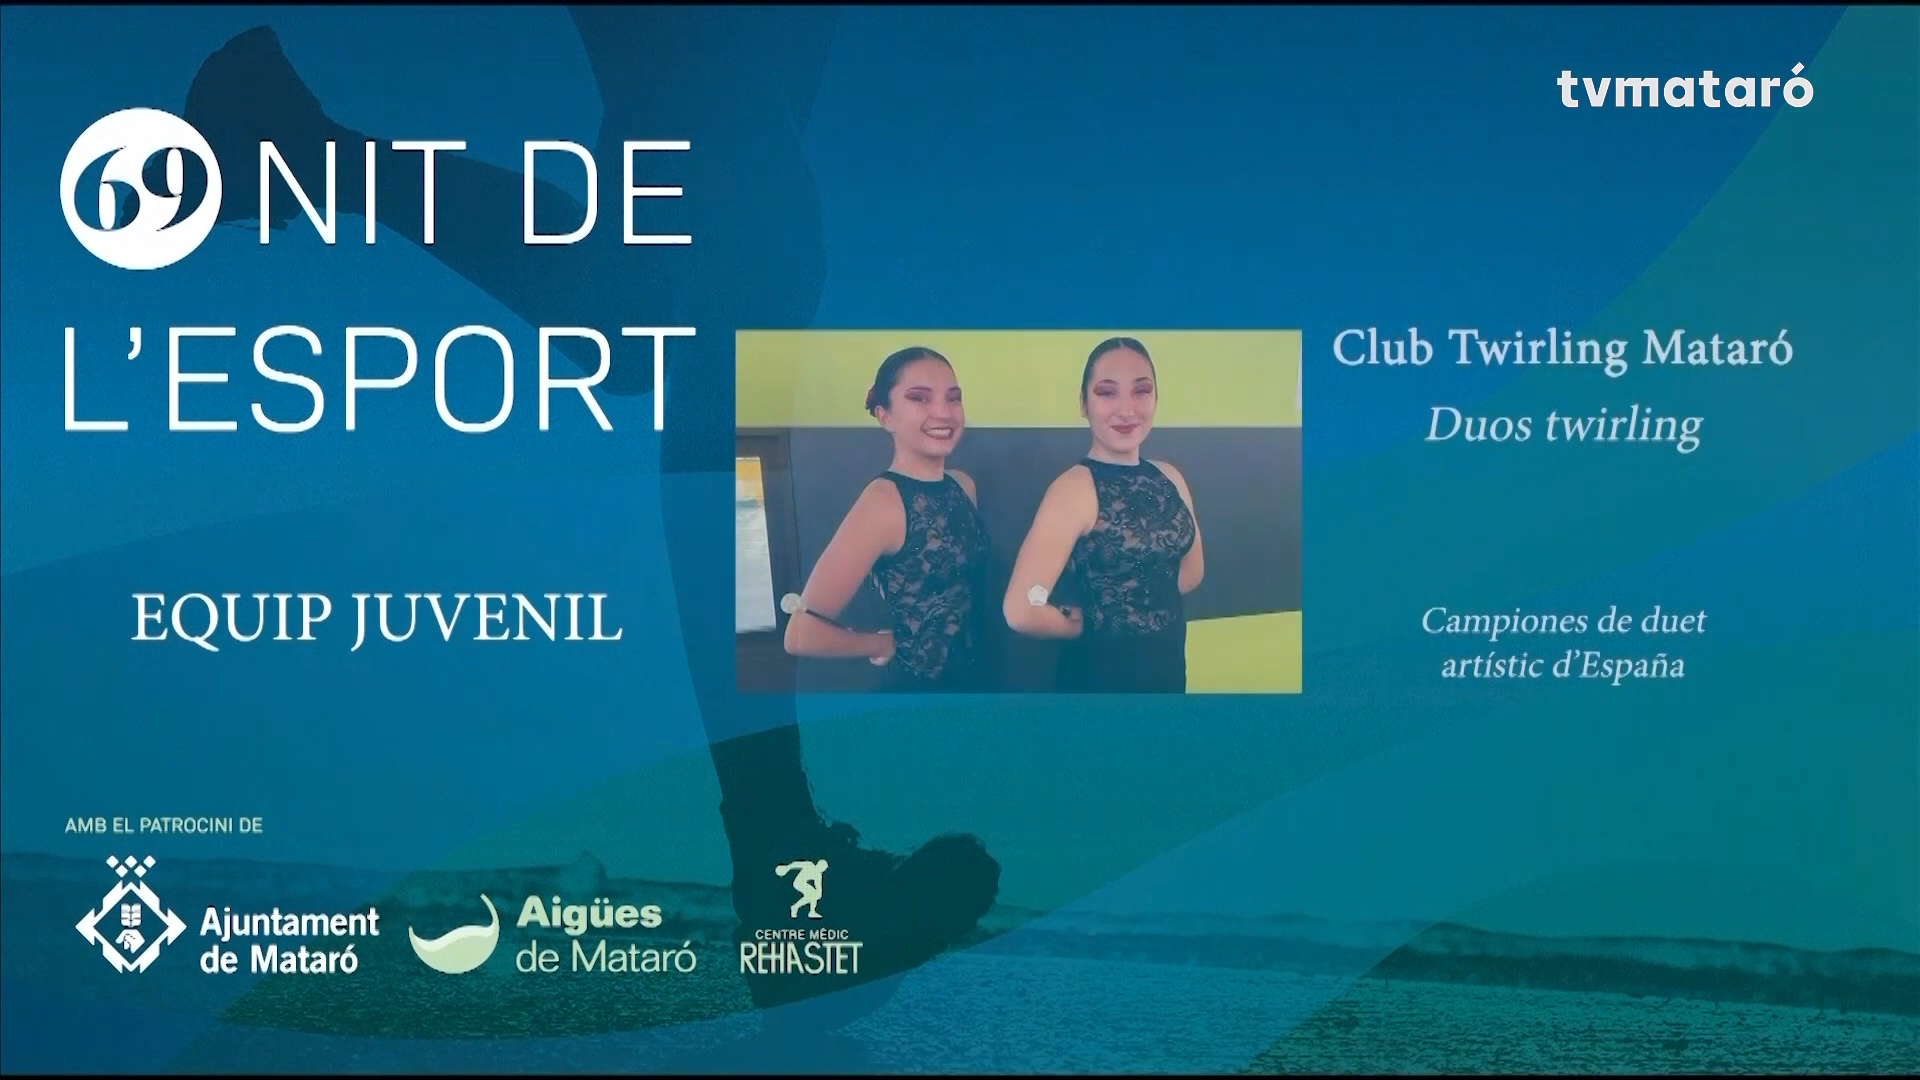 tvmataró
69 NIT DE
L'ESPORT
EQUIP JUVENIL
Club Twirling Mataró
Duos twirling
Campiones de duet
artístic d'España
AMB EL PATROCINI DE
Ajuntament
de Mataró
Aigües
de Mataró
CENTRE MÈDIC
REHASTET